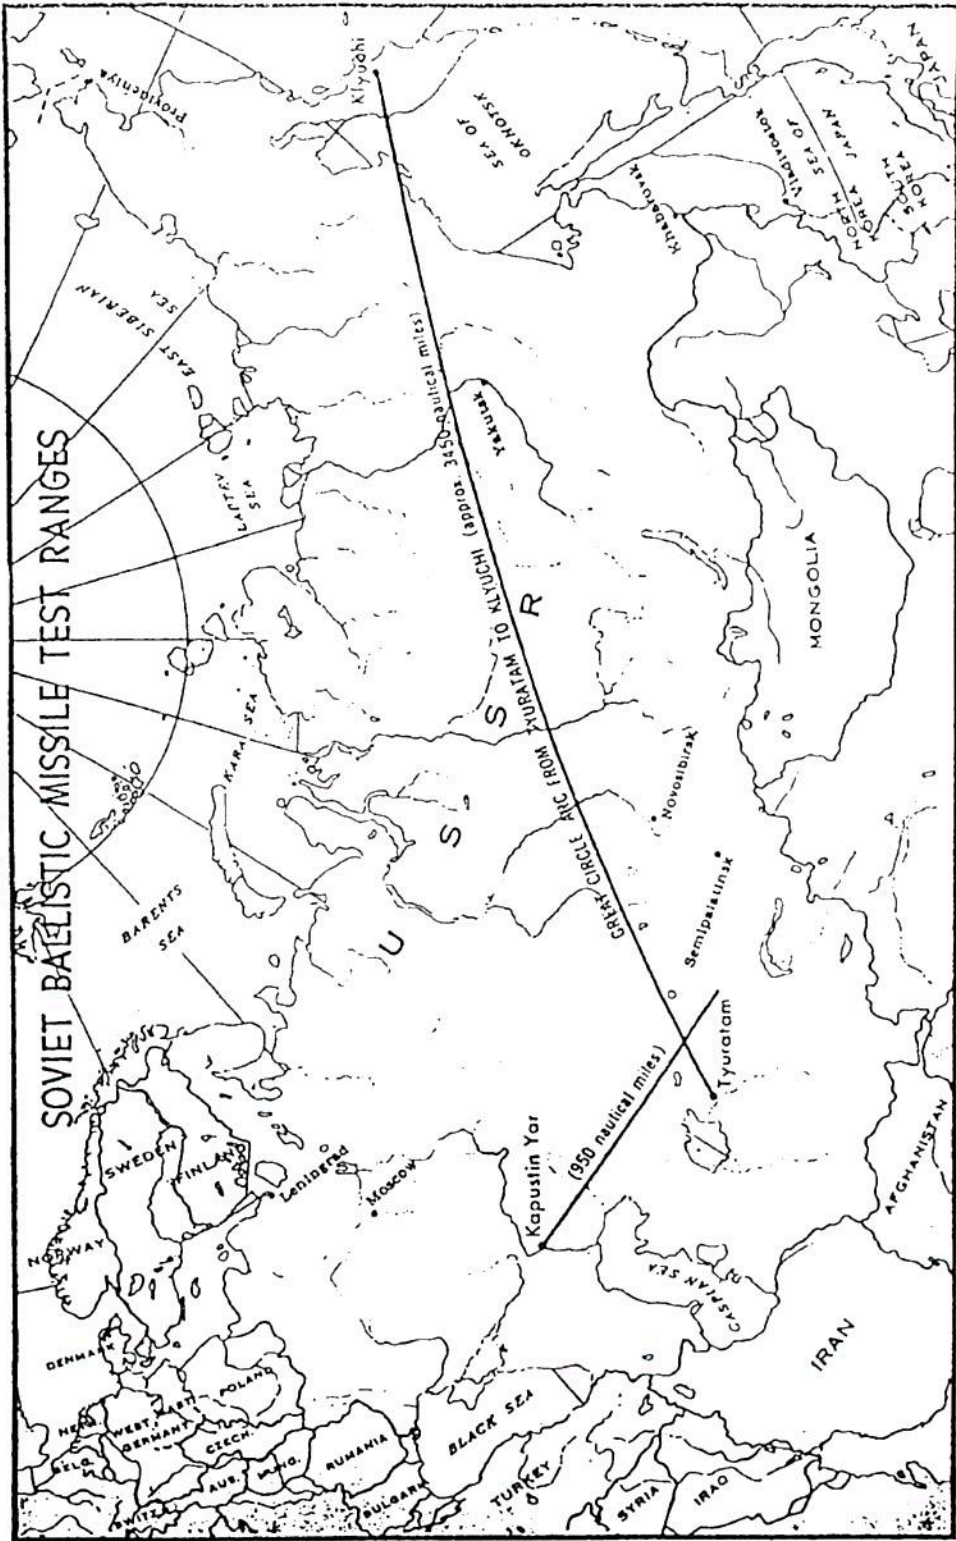 SOVIET BALLISTIC MISSILE TEST RANGES
NORWAY
SWEDEN
FINLAND
DENMARK
NETH.
BELG.
WEST
EAST
GERMANY
POLAND
CZECH.
SWITZ.
AUS.
HUNG.
RUMANIA
BULGARIA
BLACK SEA
TURKEY
SYRIA
IRAQ
IRAN
CASPIAN SEA
AFGHANISTAN
Leningrad
Moscow
Kapustin Yar
(950 nautical miles)
Tyuratam
Semipalatinsk
Novosibirsk
GREAT CIRCLE ARC FROM TYURATAM TO KLYUCHI (approx. 3450 nautical miles)
U S S R
BARENTS
SEA
KARA SEA
LAPTEV
SEA
EAST SIBERIAN
SEA
Yakutsk
MONGOLIA
Klyuchi
SEA OF
OKHOTSK
Khabarovsk
Vladivostok
SEA OF
JAPAN
NORTH
KOREA
SOUTH
KOREA
JAPAN